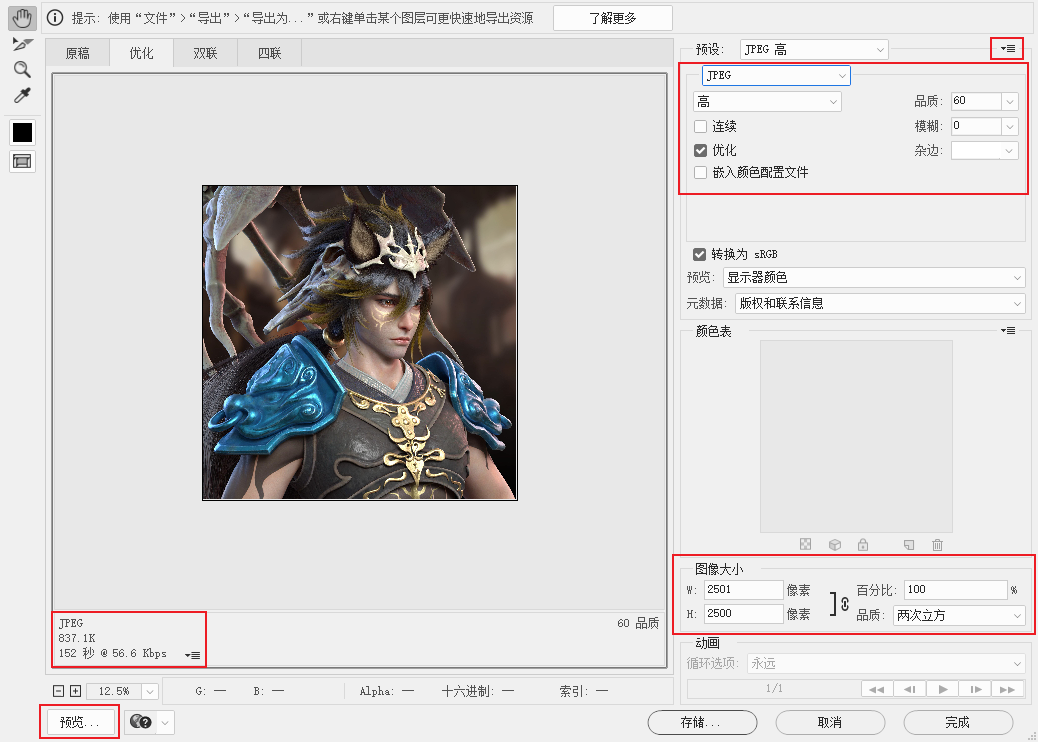 提示: 使用“文件”>“导出”>“导出为...”或右键单击某个图层可更快速地导出资源
了解更多
原稿 优化 双联 四联
预设: JPEG 高
JPEG
高 品质: 60
连续 模糊: 0
优化 杂边:
嵌入颜色配置文件
转换为 sRGB
预览: 显示器颜色
元数据: 版权和联系信息
颜色表
图像大小
W: 2501 像素 百分比: 100 %
H: 2500 像素 品质: 两次立方
动画
循环选项: 永远
1/1
JPEG 60 品质
837.1K
152 秒 @ 56.6 Kbps
12.5% G: — B: — Alpha: — 十六进制: — 索引: —
预览... 存储... 取消 完成